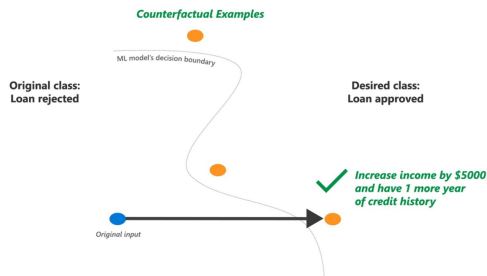 Counterfactual Examples
ML model's decision boundary
Original class:
Loan rejected
Desired class:
Loan approved
Increase income by $5000
and have 1 more year
of credit history
Original input